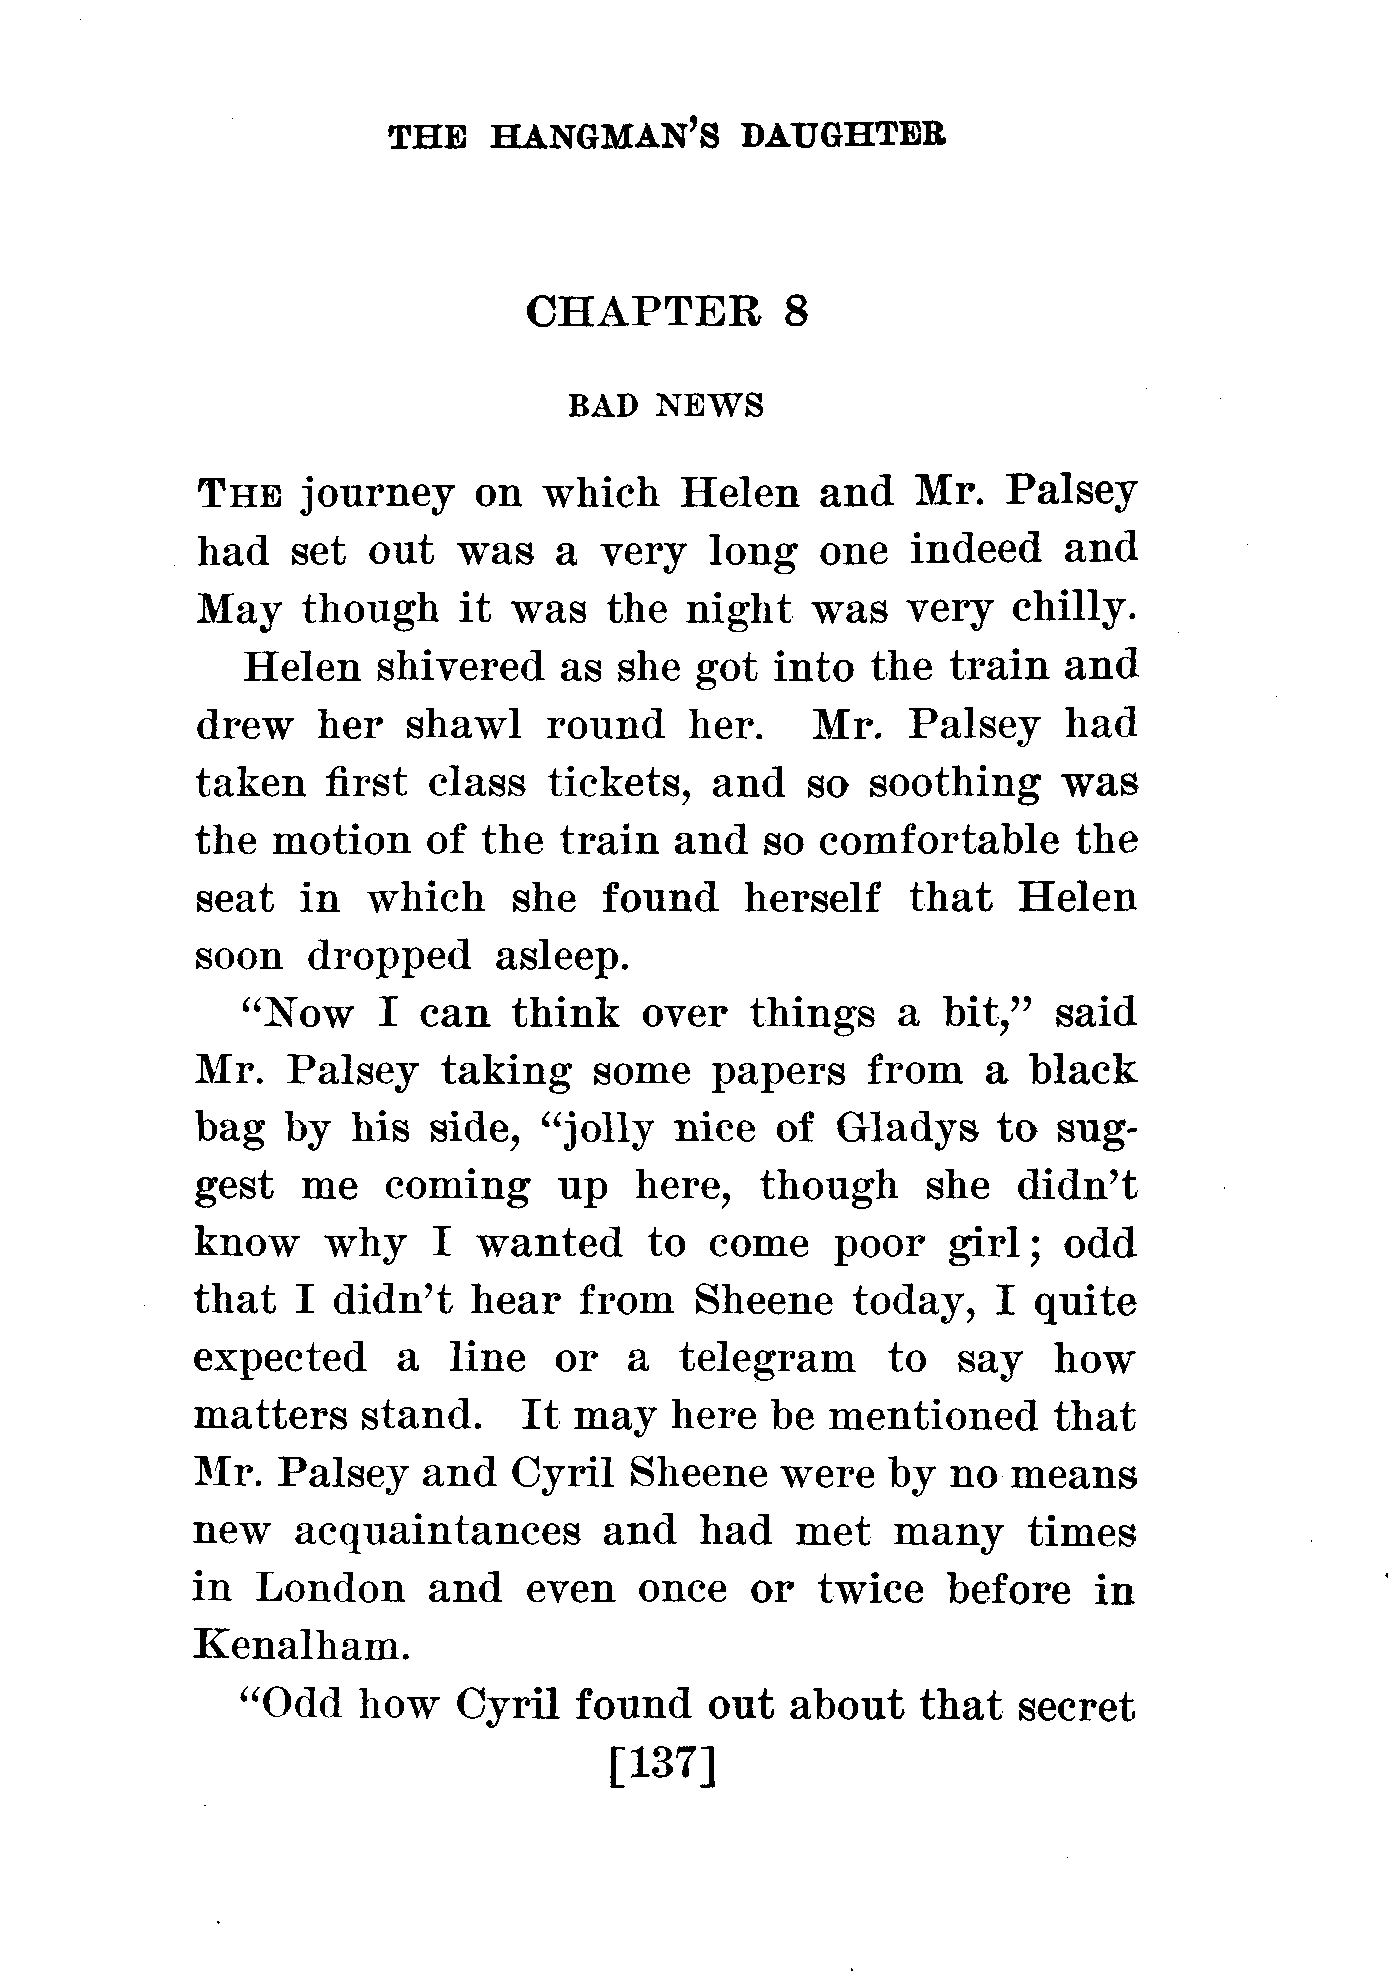 THE HANGMAN'S DAUGHTER
CHAPTER 8
BAD NEWS
THE journey on which Helen and Mr. Palsey
had set out was a very long one indeed and
May though it was the night was very chilly.
Helen shivered as she got into the train and
drew her shawl round her. Mr. Palsey had
taken first class tickets, and so soothing was
the motion of the train and so comfortable the
seat in which she found herself that Helen
soon dropped asleep.
“Now I can think over things a bit,” said
Mr. Palsey taking some papers from a black
bag by his side, “jolly nice of Gladys to sug-
gest me coming up here, though she didn't
know why I wanted to come poor girl; odd
that I didn't hear from Sheene today, I quite
expected a line or a telegram to say how
matters stand. It may here be mentioned that
Mr. Palsey and Cyril Sheene were by no means
new acquaintances and had met many times
in London and even once or twice before in
Kenalham.
“Odd how Cyril found out about that secret
[137]